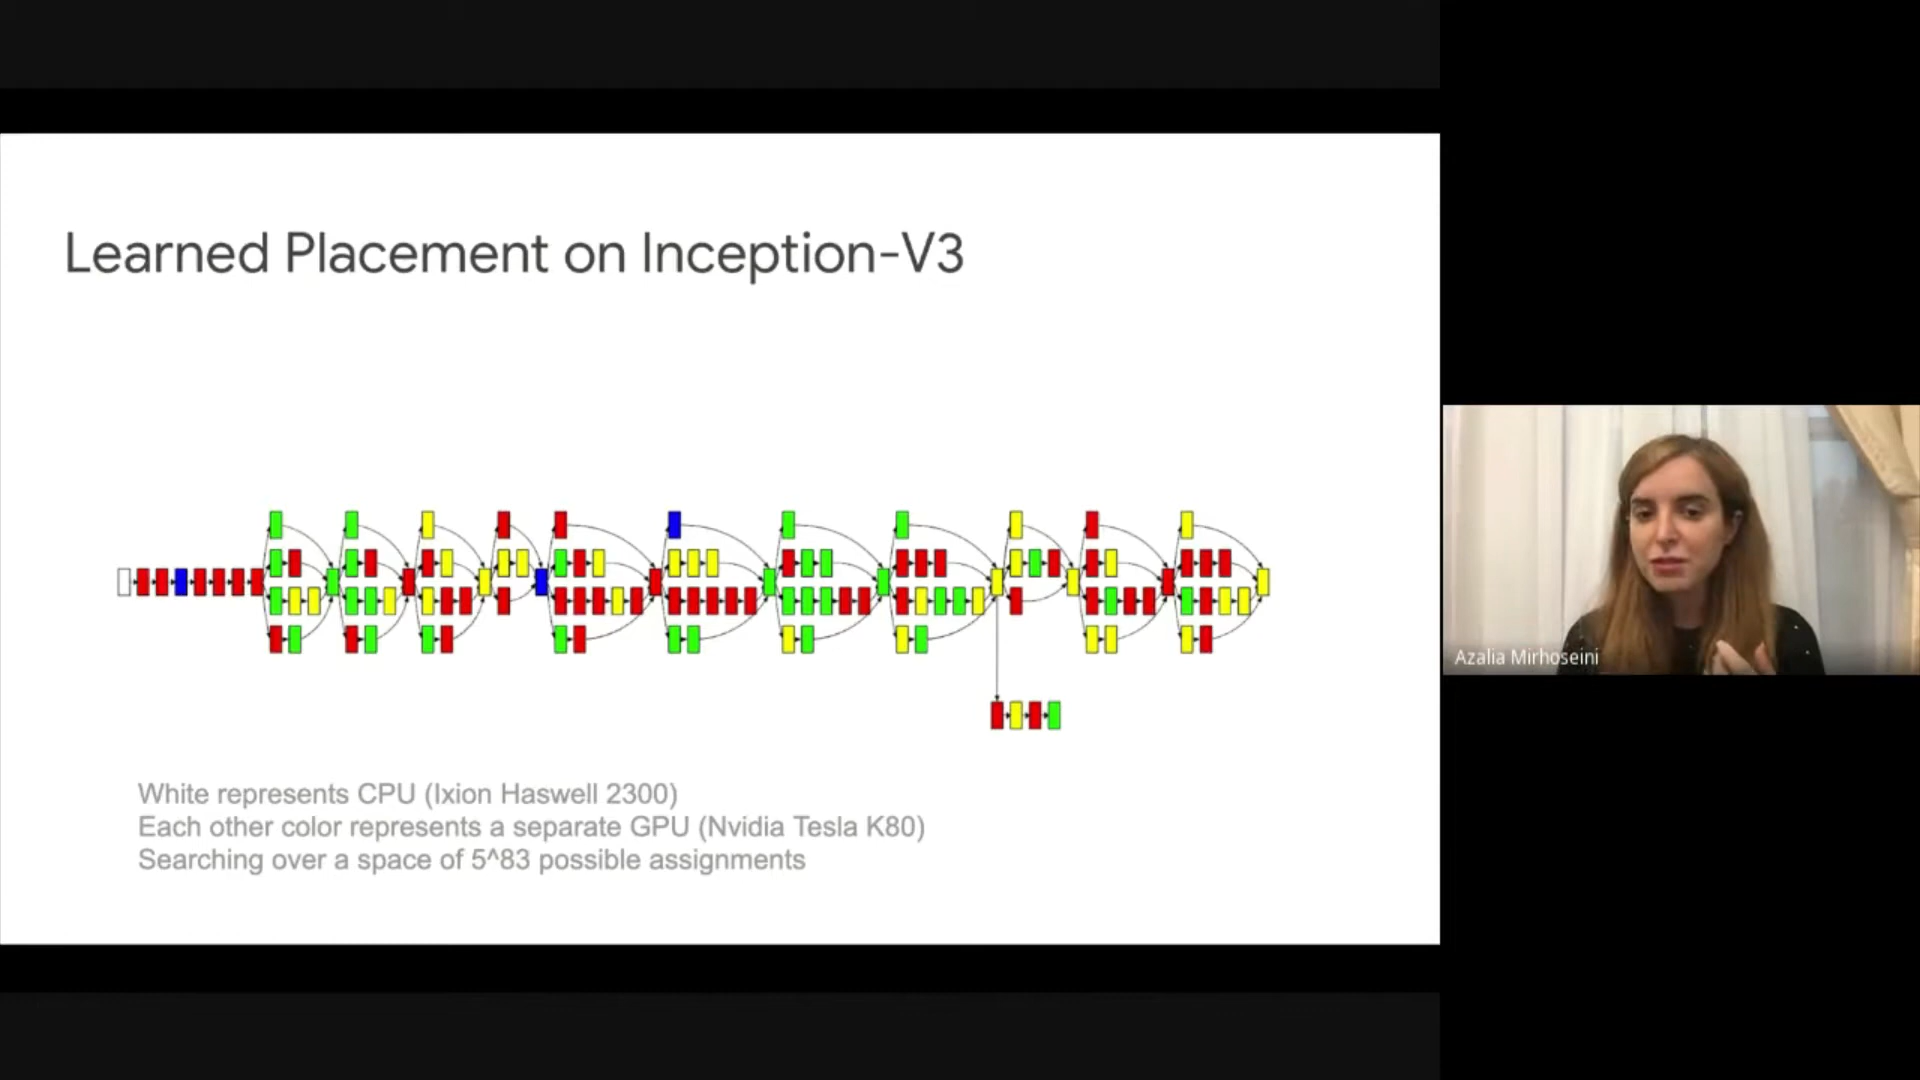 Learned Placement on Inception-V3
White represents CPU (Ixion Haswell 2300)
Each other color represents a separate GPU (Nvidia Tesla K80)
Searching over a space of 5^83 possible assignments
Azalia Mirhoseini